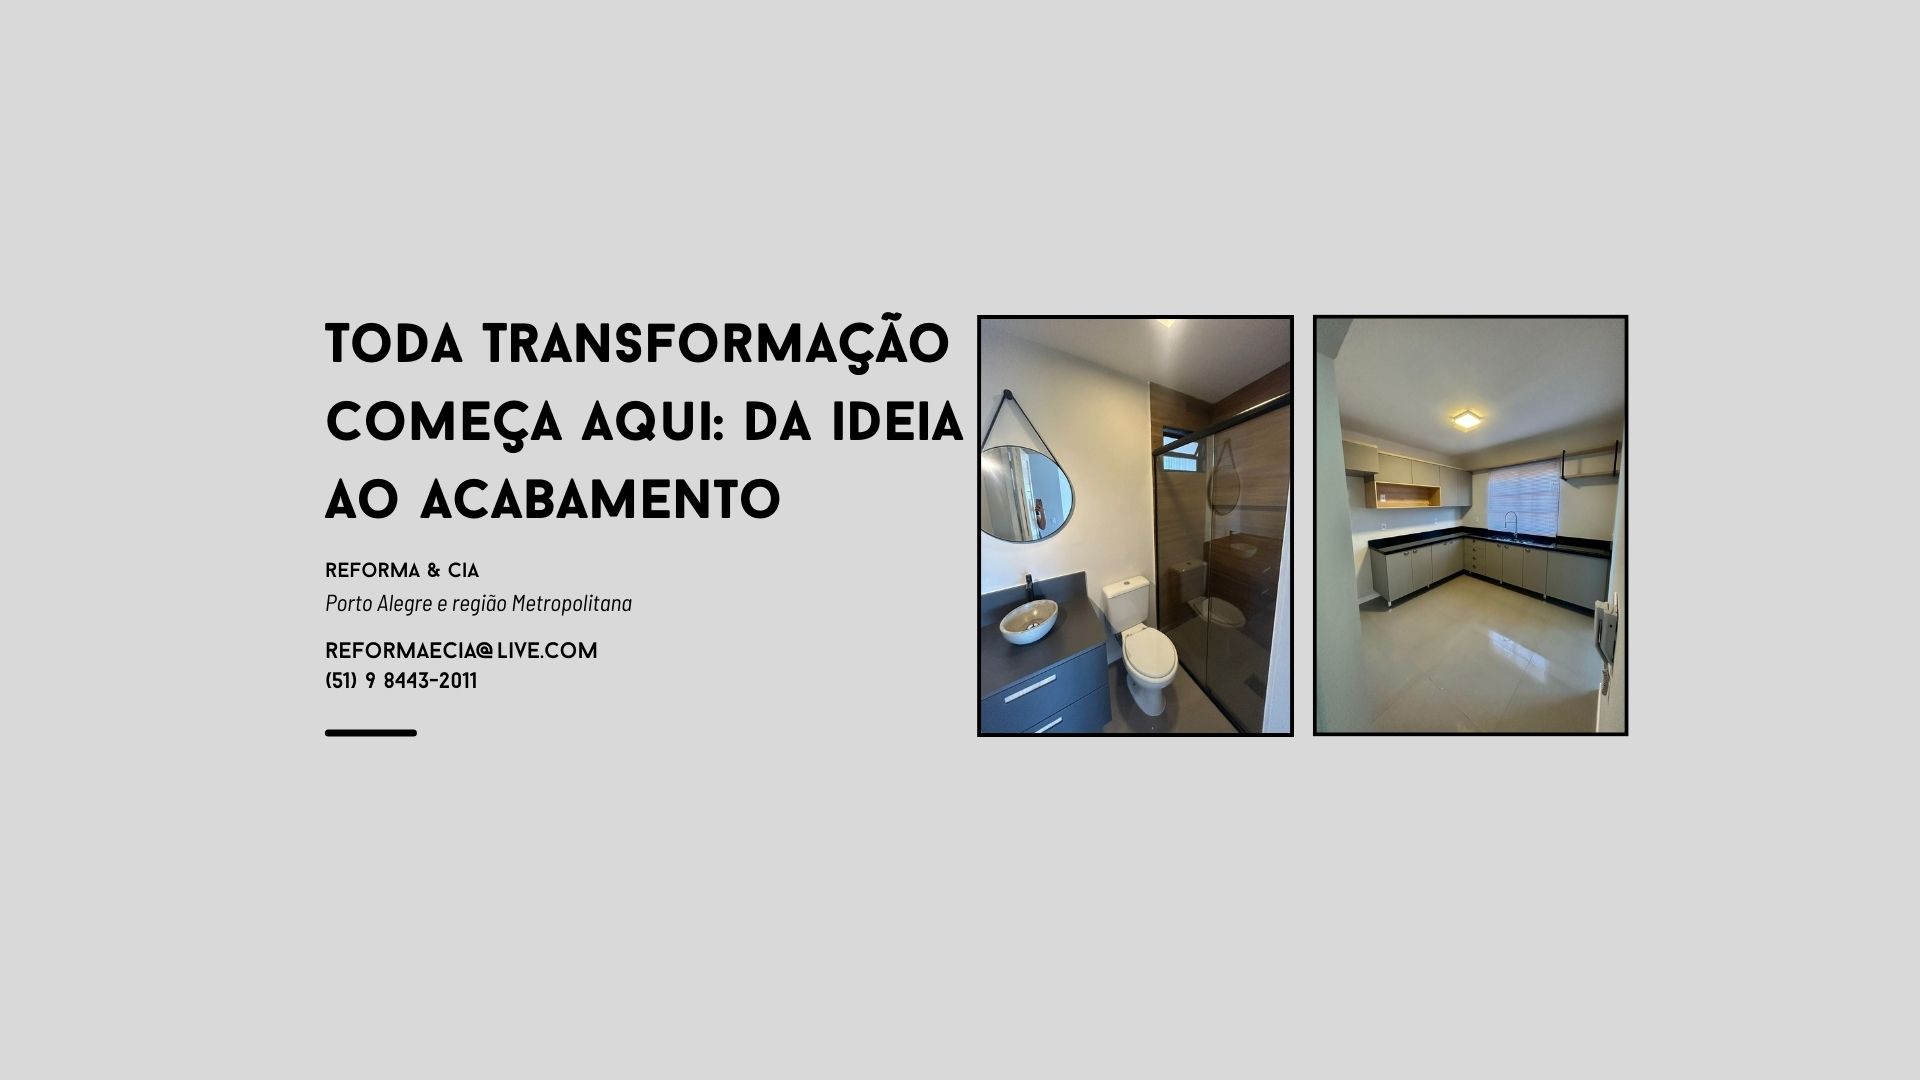 TODA TRANSFORMAÇÃO
COMEÇA AQUI: DA IDEIA
AO ACABAMENTO
REFORMA & CIA
Porto Alegre e região Metropolitana
REFORMAECIA@LIVE.COM
(51) 9 8443-2011